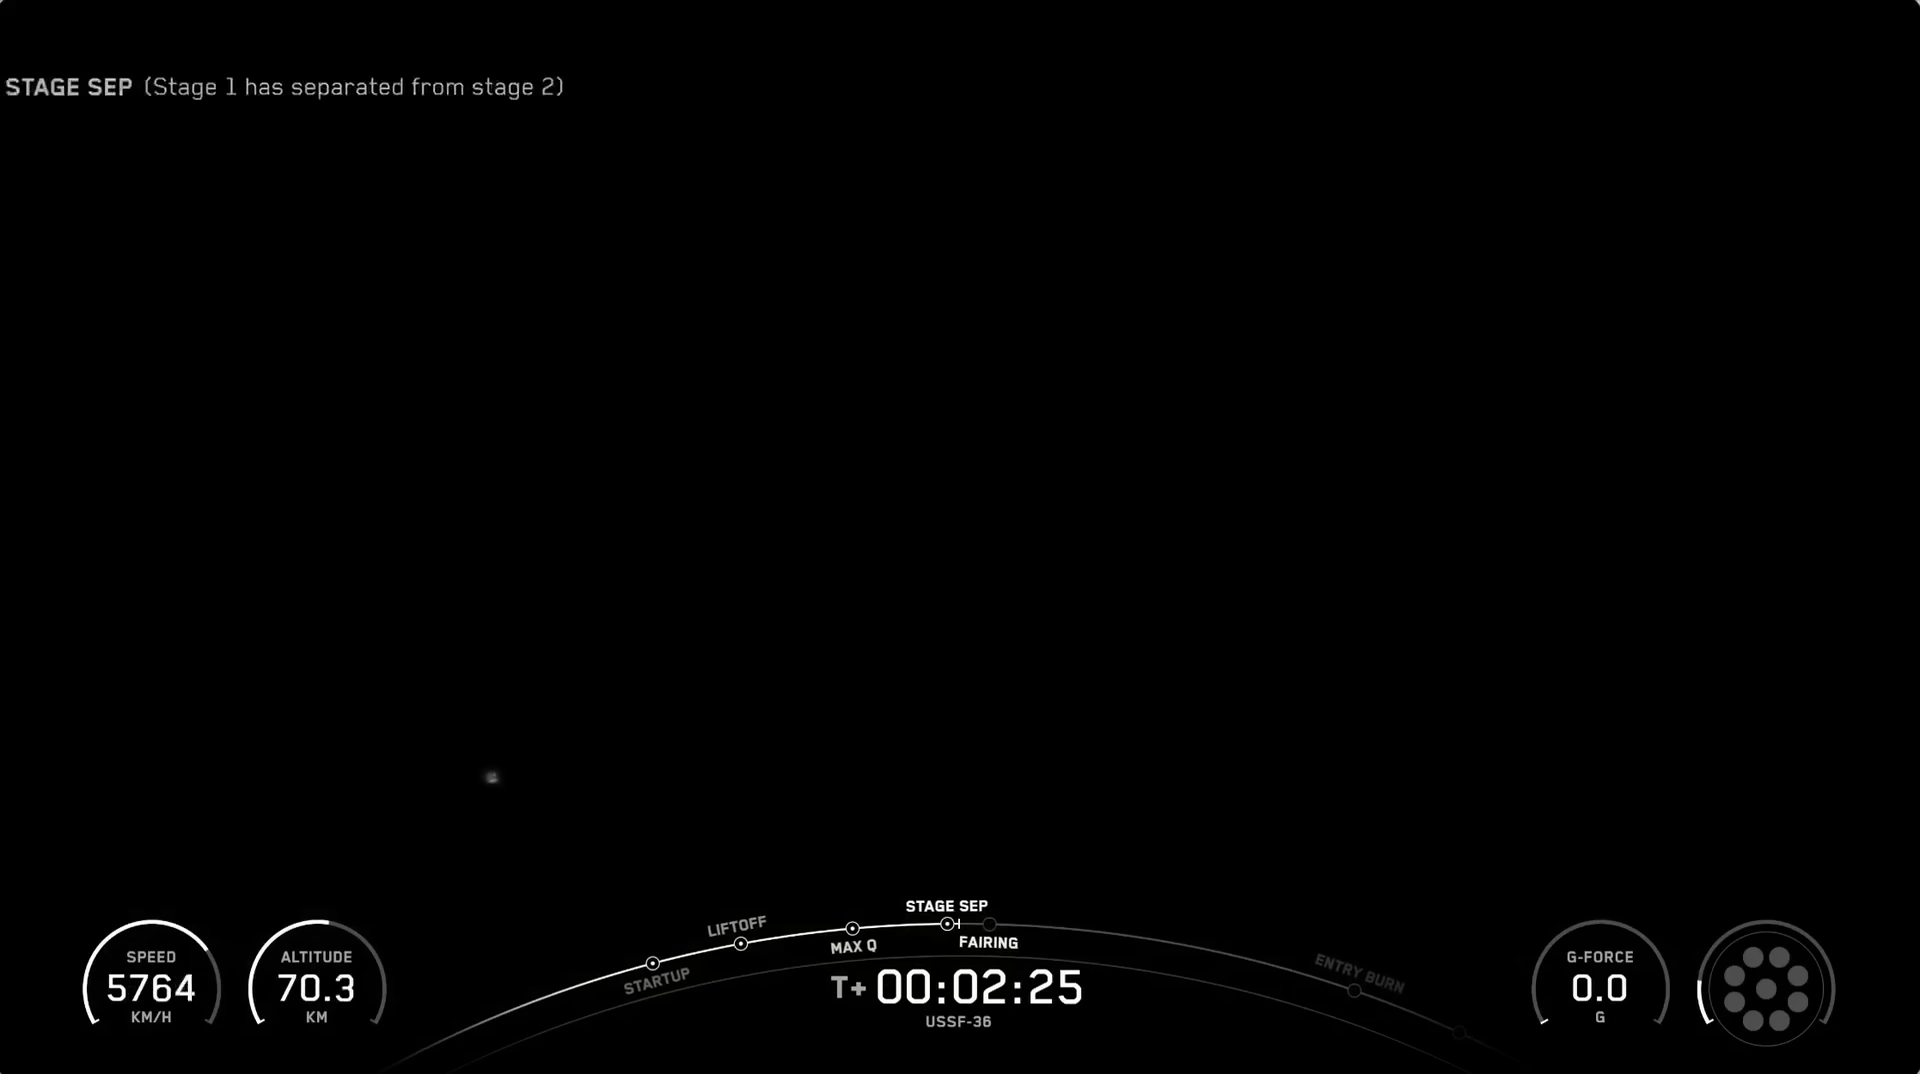 STAGE SEP (Stage 1 has separated from stage 2)
STARTUP
LIFTOFF
MAX Q
STAGE SEP
FAIRING
ENTRY BURN
SPEED
5764
KM/H
ALTITUDE
70.3
KM
T+ 00:02:25
USSF-36
G-FORCE
0.0
G